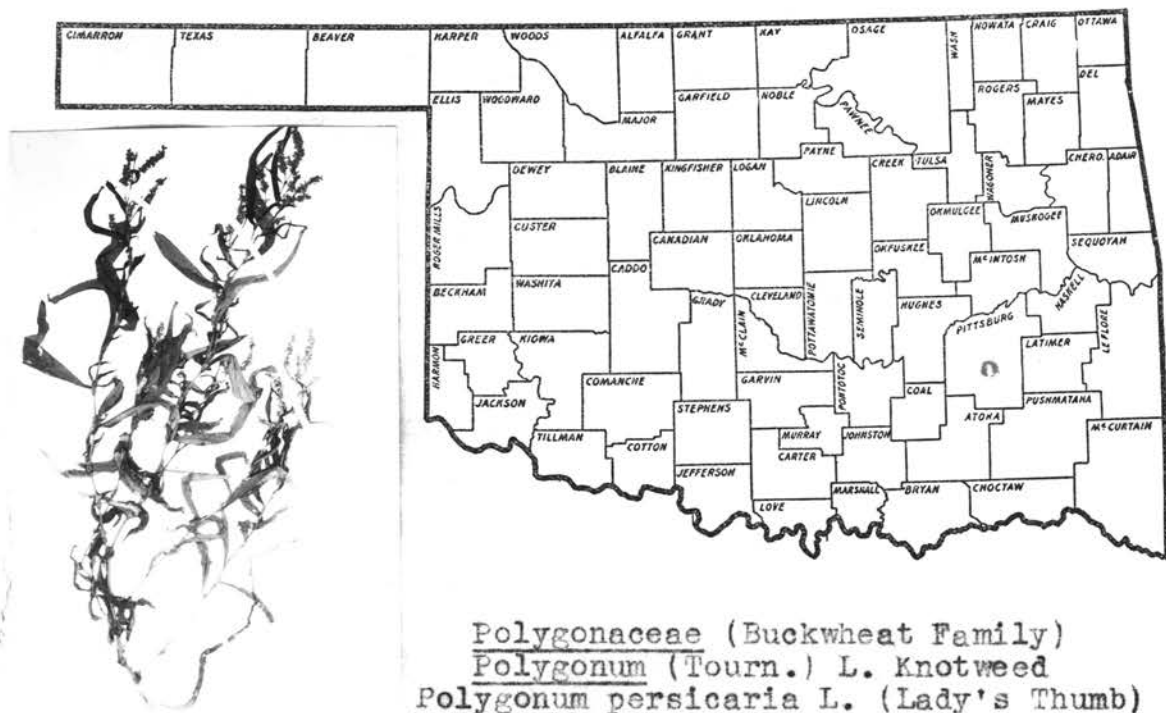 CIMARRON TEXAS BEAVER HARPER WOODS ALFALFA GRANT KAY OSAGE WASH NOWATA CRAIG OTTAWA
ELLIS WOODWARD MAJOR GARFIELD NOBLE PAWNEE ROGERS MAYES DEL
DEWEY BLAINE KINGFISHER LOGAN PAYNE CREEK TULSA WAGONER CHERO. ADAIR
ROGER MILLS CUSTER CANADIAN OKLAHOMA LINCOLN OKMULGEE MUSKOGEE SEQUOYAH
BECKHAM WASHITA CADDO GRADY CLEVELAND POTTAWATOMIE SEMINOLE OKFUSKEE HUGHES McINTOSH HASKELL
HARMON GREER KIOWA McCLAIN PITTSBURG LATIMER LE FLORE
JACKSON COMANCHE STEPHENS GARVIN PONTOTOC COAL ATOKA PUSHMATAHA McCURTAIN
TILLMAN COTTON JEFFERSON MURRAY CARTER JOHNSTON
LOVE MARSHALL BRYAN CHOCTAW
Polygonaceae (Buckwheat Family)
Polygonum (Tourn.) L. Knotweed
Polygonum persicaria L. (Lady's Thumb)